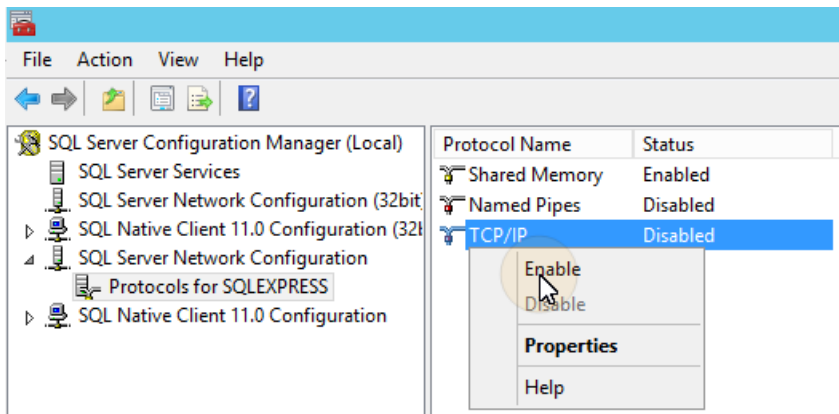 File Action View Help
SQL Server Configuration Manager (Local)
SQL Server Services
SQL Server Network Configuration (32bit
SQL Native Client 11.0 Configuration (32b
SQL Server Network Configuration
Protocols for SQLEXPRESS
SQL Native Client 11.0 Configuration
Protocol Name Status
Shared Memory Enabled
Named Pipes Disabled
TCP/IP Disabled
Enable
Disable
Properties
Help